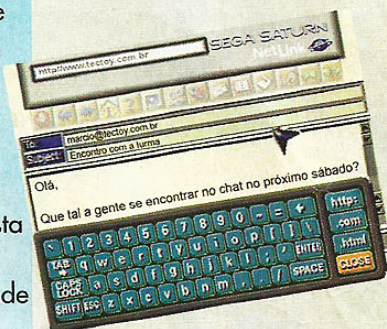 e
SEGA SATURN
NetLink
http//www.tectoy.com.br
To: marcio@tectoy.com.br
Subject: Encontro com a turma
Olá,
Que tal a gente se encontrar no chat no próximo sábado?
sta
de
` 1 2 3 4 5 6 7 8 9 0 - =
TAB q w e r t y u i o p [ ] \
CAPS LOCK a s d f g h j k l ; ' ENTER
SHIFT ESC z x c v b n m , . / SPACE
http:
.com
.html
CLOSE